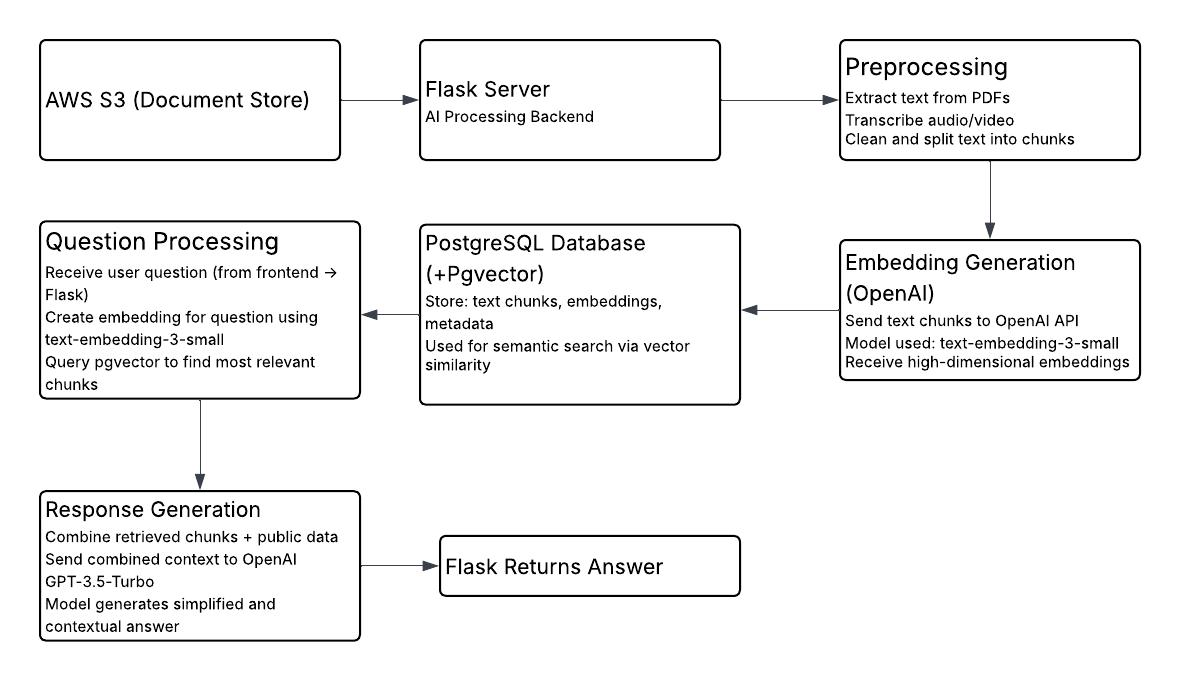 AWS S3 (Document Store)
Flask Server
AI Processing Backend
Preprocessing
Extract text from PDFs
Transcribe audio/video
Clean and split text into chunks
Question Processing
Receive user question (from frontend →
Flask)
Create embedding for question using
text-embedding-3-small
Query pgvector to find most relevant
chunks
PostgreSQL Database
(+Pgvector)
Store: text chunks, embeddings,
metadata
Used for semantic search via vector
similarity
Embedding Generation
(OpenAI)
Send text chunks to OpenAI API
Model used: text-embedding-3-small
Receive high-dimensional embeddings
Response Generation
Combine retrieved chunks + public data
Send combined context to OpenAI
GPT-3.5-Turbo
Model generates simplified and
contextual answer
Flask Returns Answer